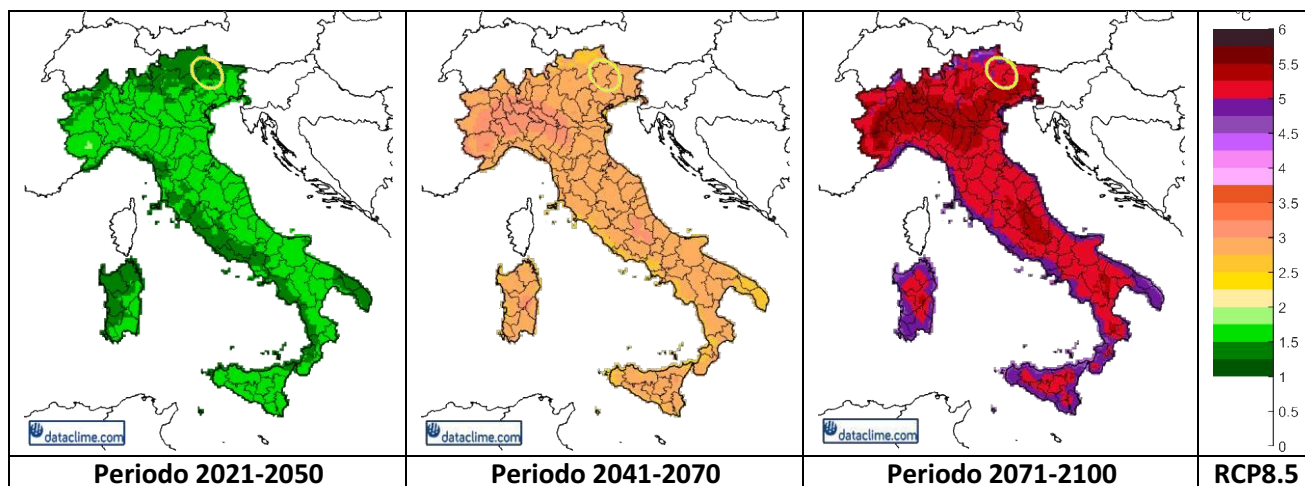 °C
6
5.5
5
4.5
4
3.5
3
2.5
2
1.5
1
0.5
0
dataclime.com
dataclime.com
dataclime.com
Periodo 2021-2050
Periodo 2041-2070
Periodo 2071-2100
RCP8.5